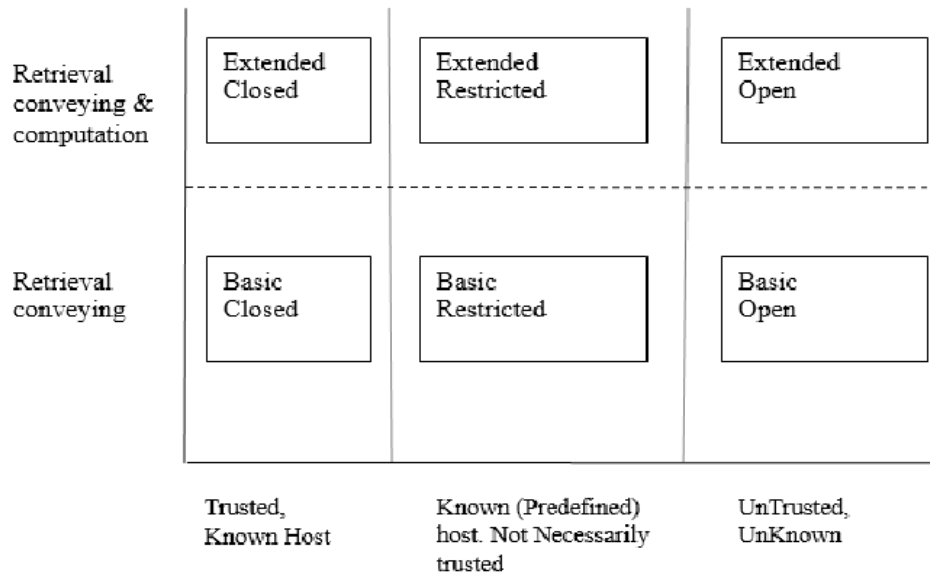 Retrieval
conveying &
computation
Extended
Closed
Extended
Restricted
Extended
Open
Retrieval
conveying
Basic
Closed
Basic
Restricted
Basic
Open
Trusted,
Known Host
Known (Predefined)
host. Not Necessarily
trusted
UnTrusted,
UnKnown